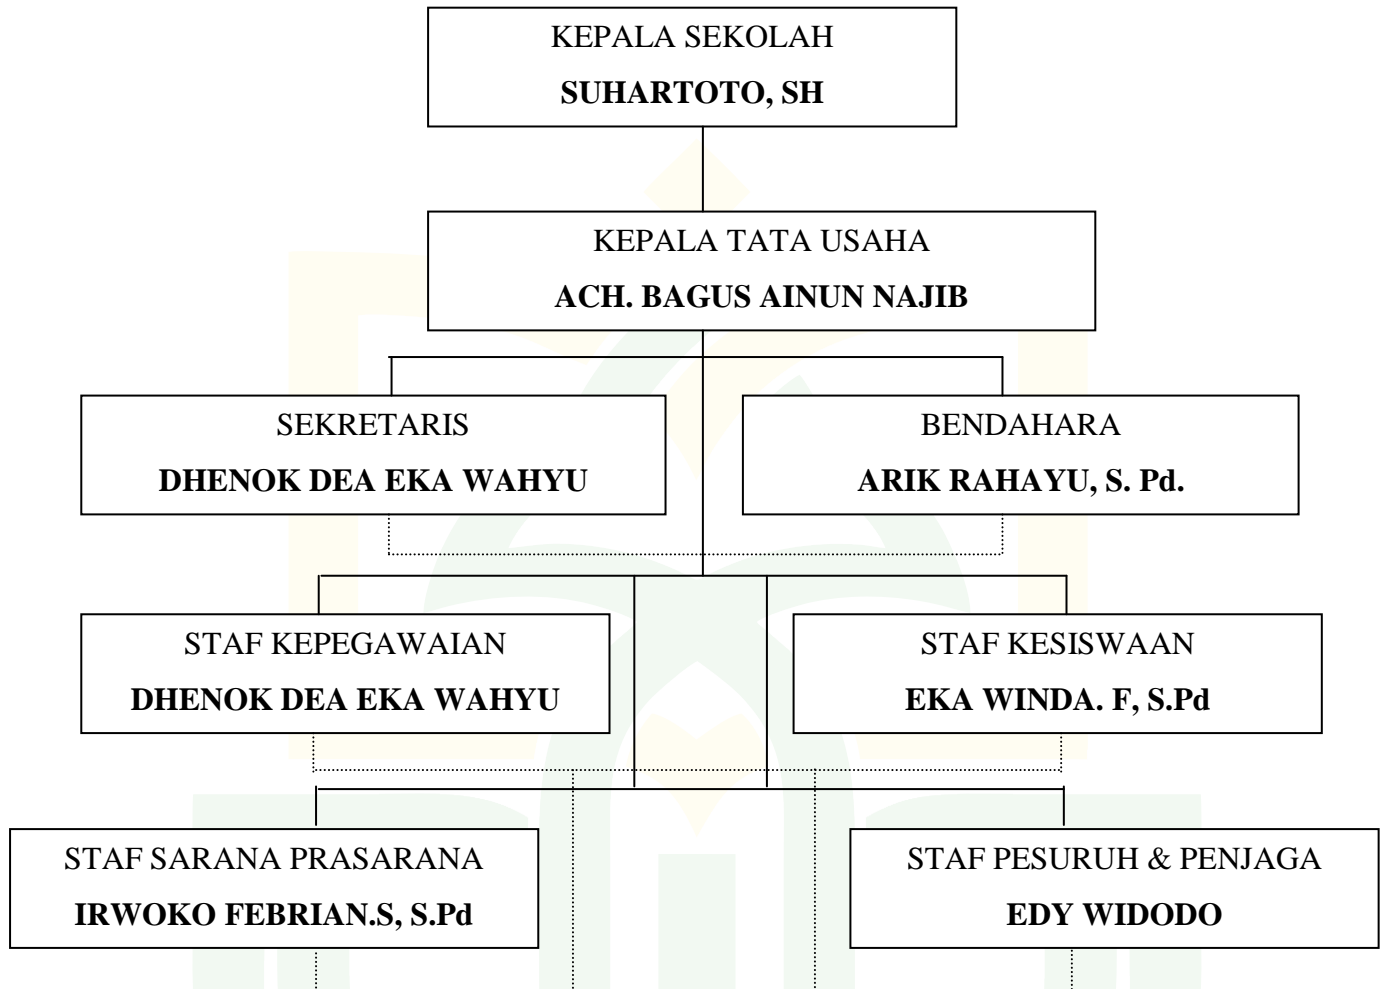 KEPALA SEKOLAH
SUHARTOTO, SH
KEPALA TATA USAHA
ACH. BAGUS AINUN NAJIB
SEKRETARIS
DHENOK DEA EKA WAHYU
BENDAHARA
ARIK RAHAYU, S. Pd.
STAF KEPEGAWAIAN
DHENOK DEA EKA WAHYU
STAF KESISWAAN
EKA WINDA. F, S.Pd
STAF SARANA PRASARANA
IRWOKO FEBRIAN.S, S.Pd
STAF PESURUH & PENJAGA
EDY WIDODO